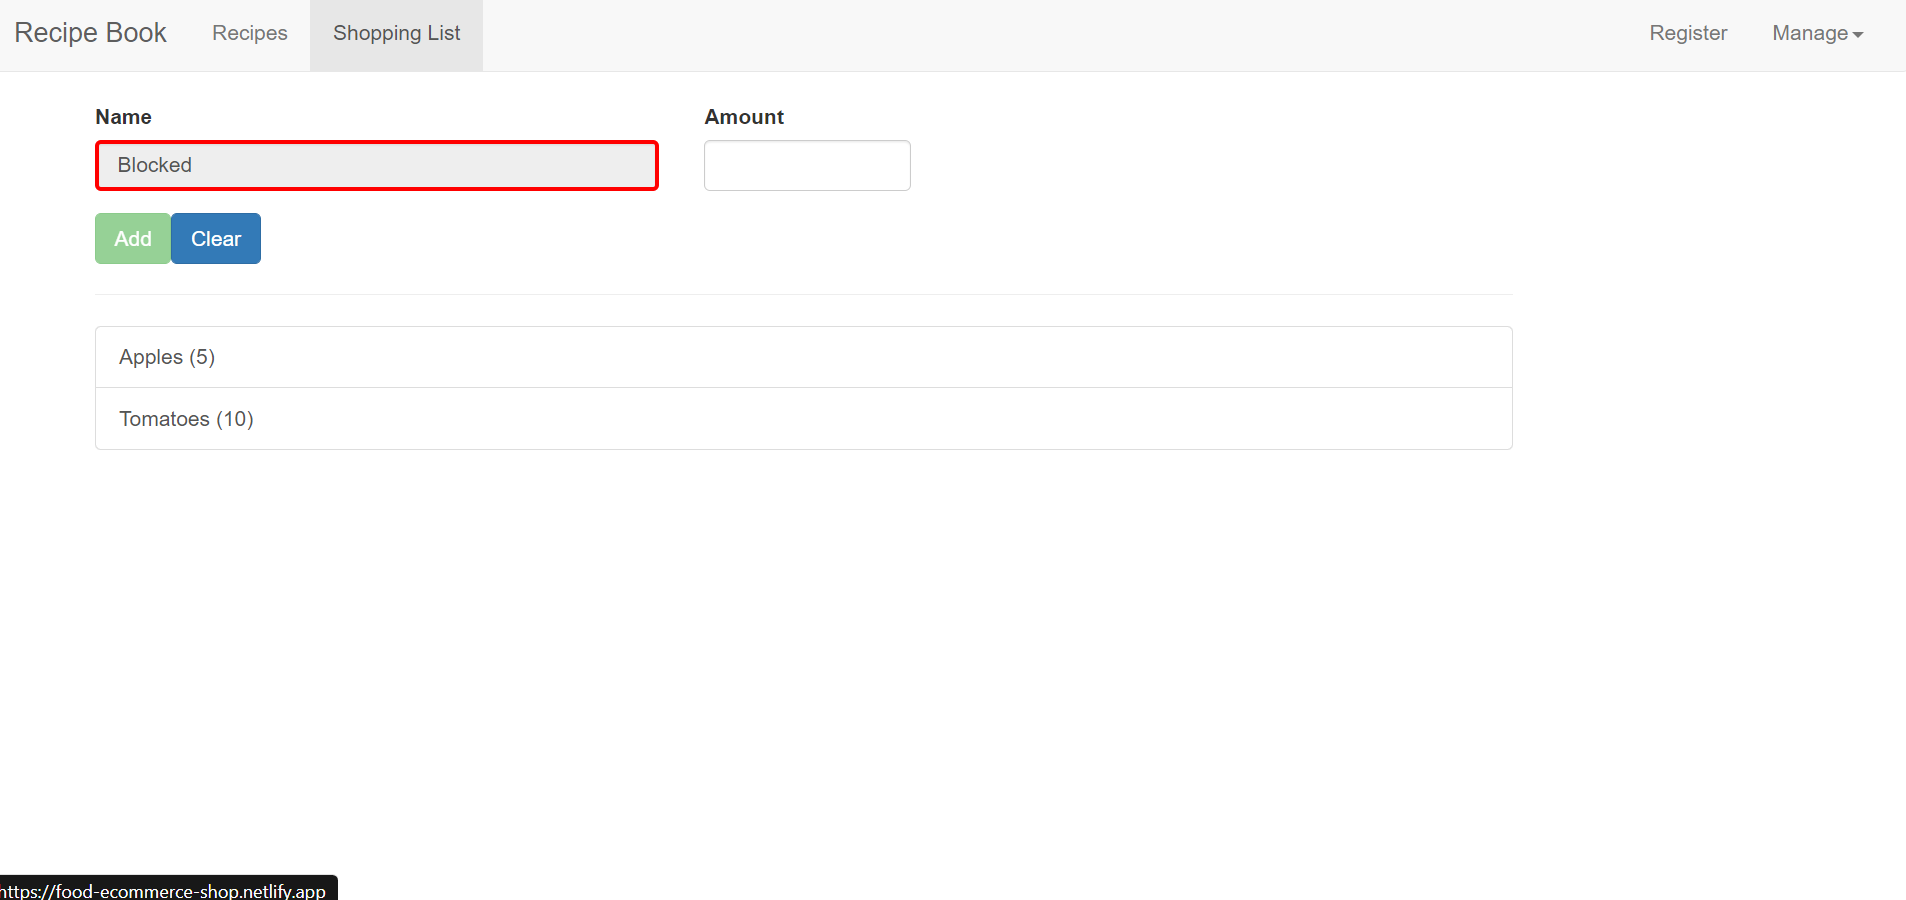 Recipe Book Recipes Shopping List Register Manage
Name Amount
Blocked
Add Clear
Apples (5)
Tomatoes (10)
https://food-ecommerce-shop.netlify.app